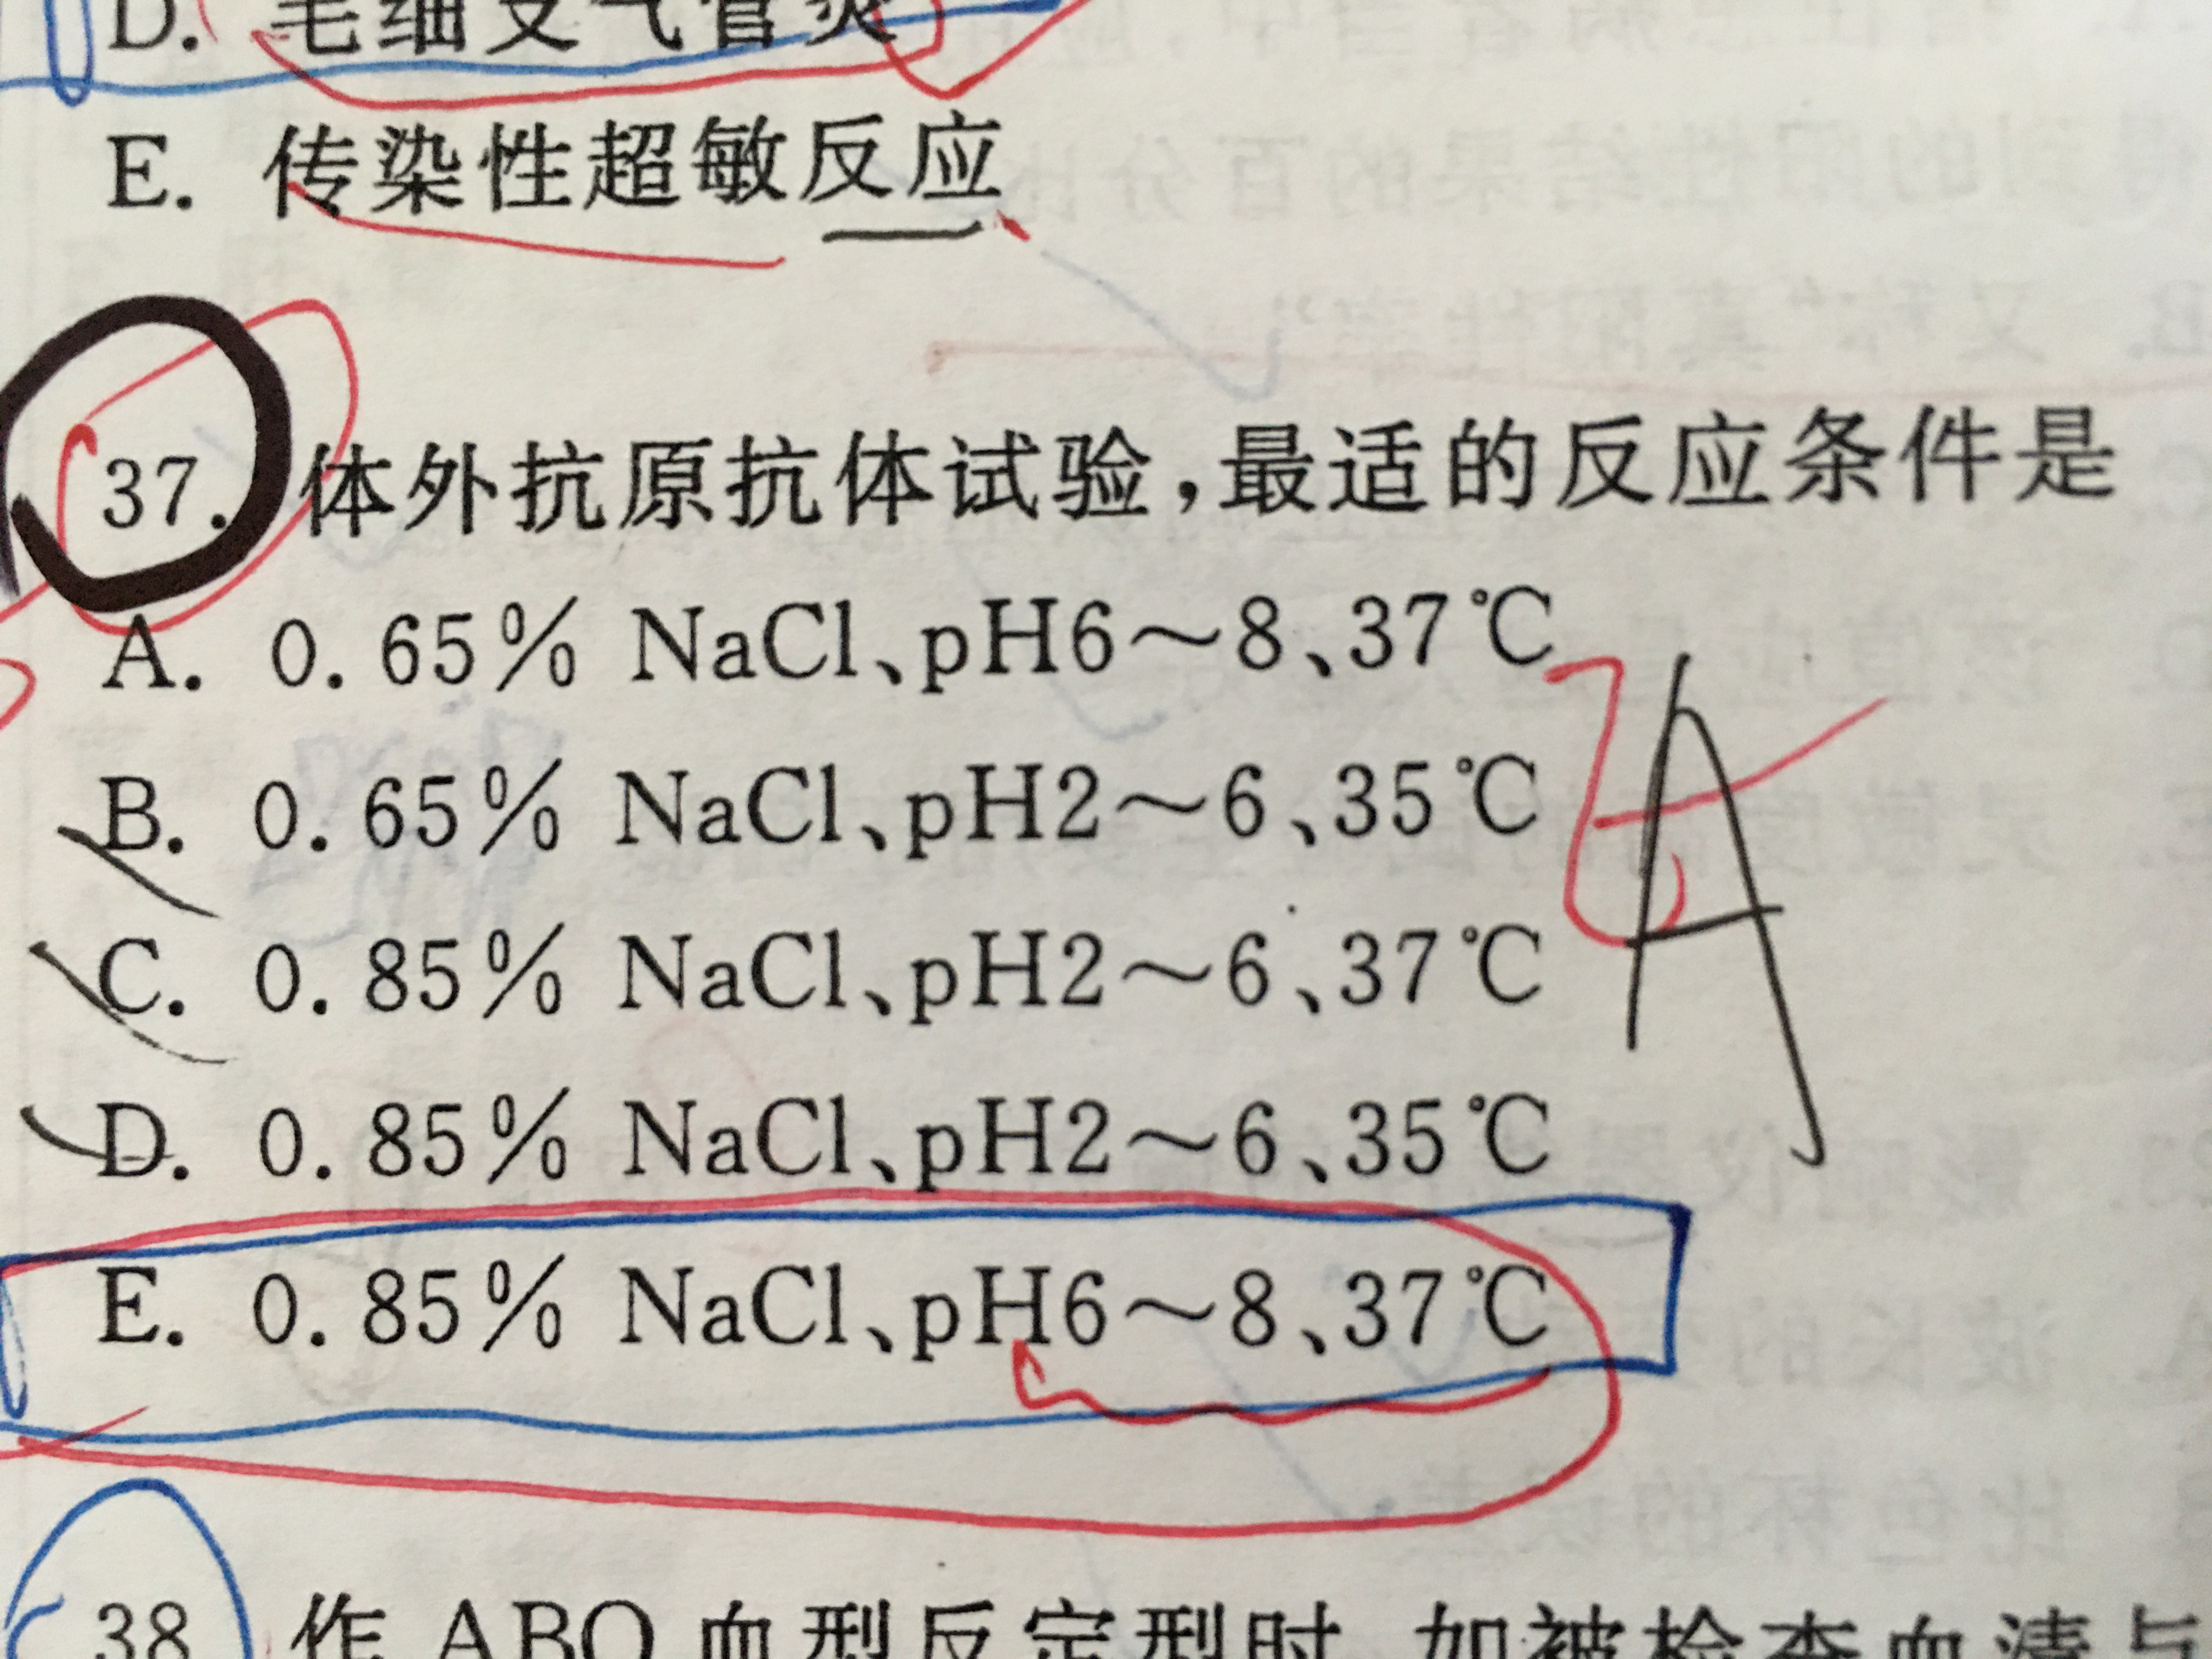 D. 毛细支气管炎
E. 传染性超敏反应
37. 体外抗原抗体试验,最适的反应条件是
A. 0.65% NaCl、pH6～8、37℃
B. 0.65% NaCl、pH2～6、35℃
C. 0.85% NaCl、pH2～6、37℃
D. 0.85% NaCl、pH2～6、35℃
E. 0.85% NaCl、pH6～8、37℃
A
38 作 ABO 血型反定型时 如被检者血清与